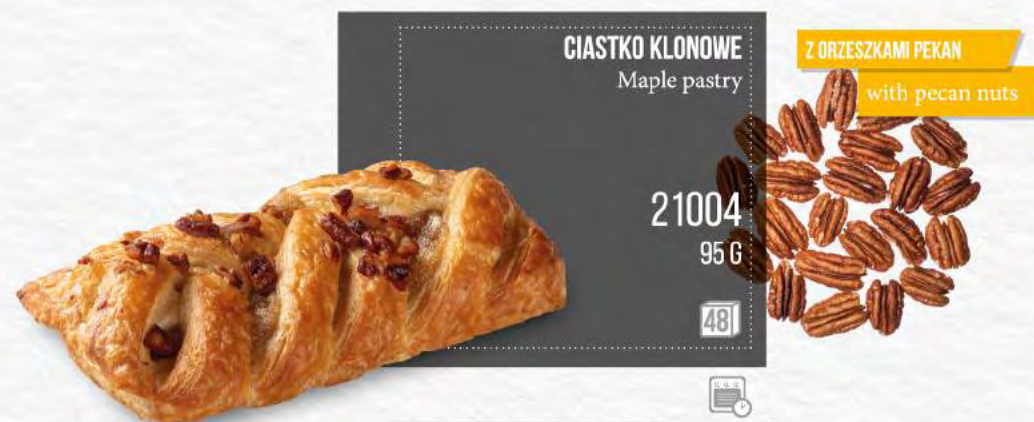 CIASTKO KLONOWE
Maple pastry
Z ORZESZKAMI PEKAN
with pecan nuts
21004
95 G
48